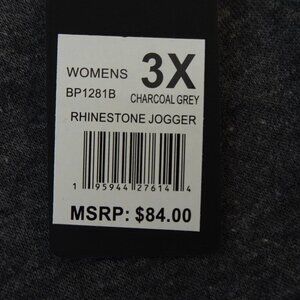 WOMENS 3X
BP1281B CHARCOAL GREY
RHINESTONE JOGGER
1 95944 27614 4
MSRP: $84.00